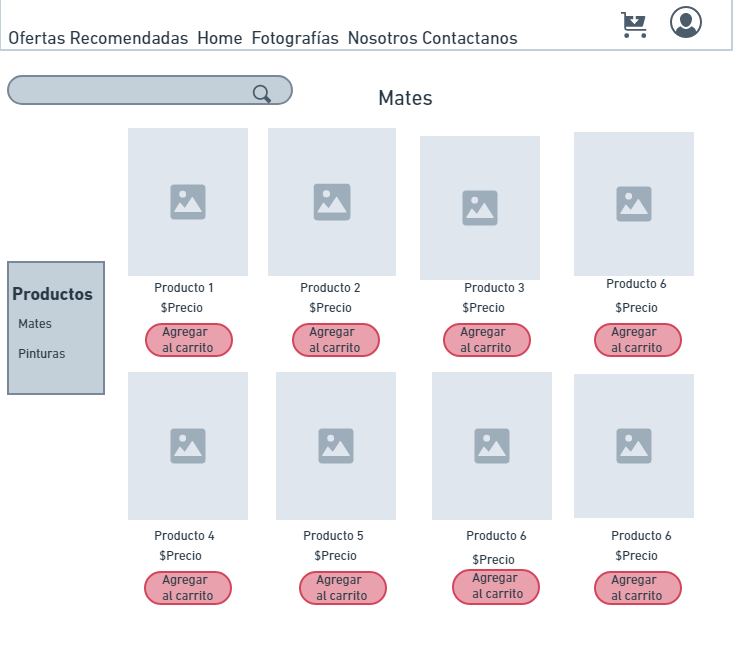 Ofertas Recomendadas Home Fotografías Nosotros Contactanos
Mates
Producto 1
Producto 2
Producto 3
Producto 6
$Precio
$Precio
$Precio
$Precio
Agregar
al carrito
Agregar
al carrito
Agregar
al carrito
Agregar
al carrito
Productos
Mates
Pinturas
Producto 4
Producto 5
Producto 6
Producto 6
$Precio
$Precio
$Precio
$Precio
Agregar
al carrito
Agregar
al carrito
Agregar
al carrito
Agregar
al carrito